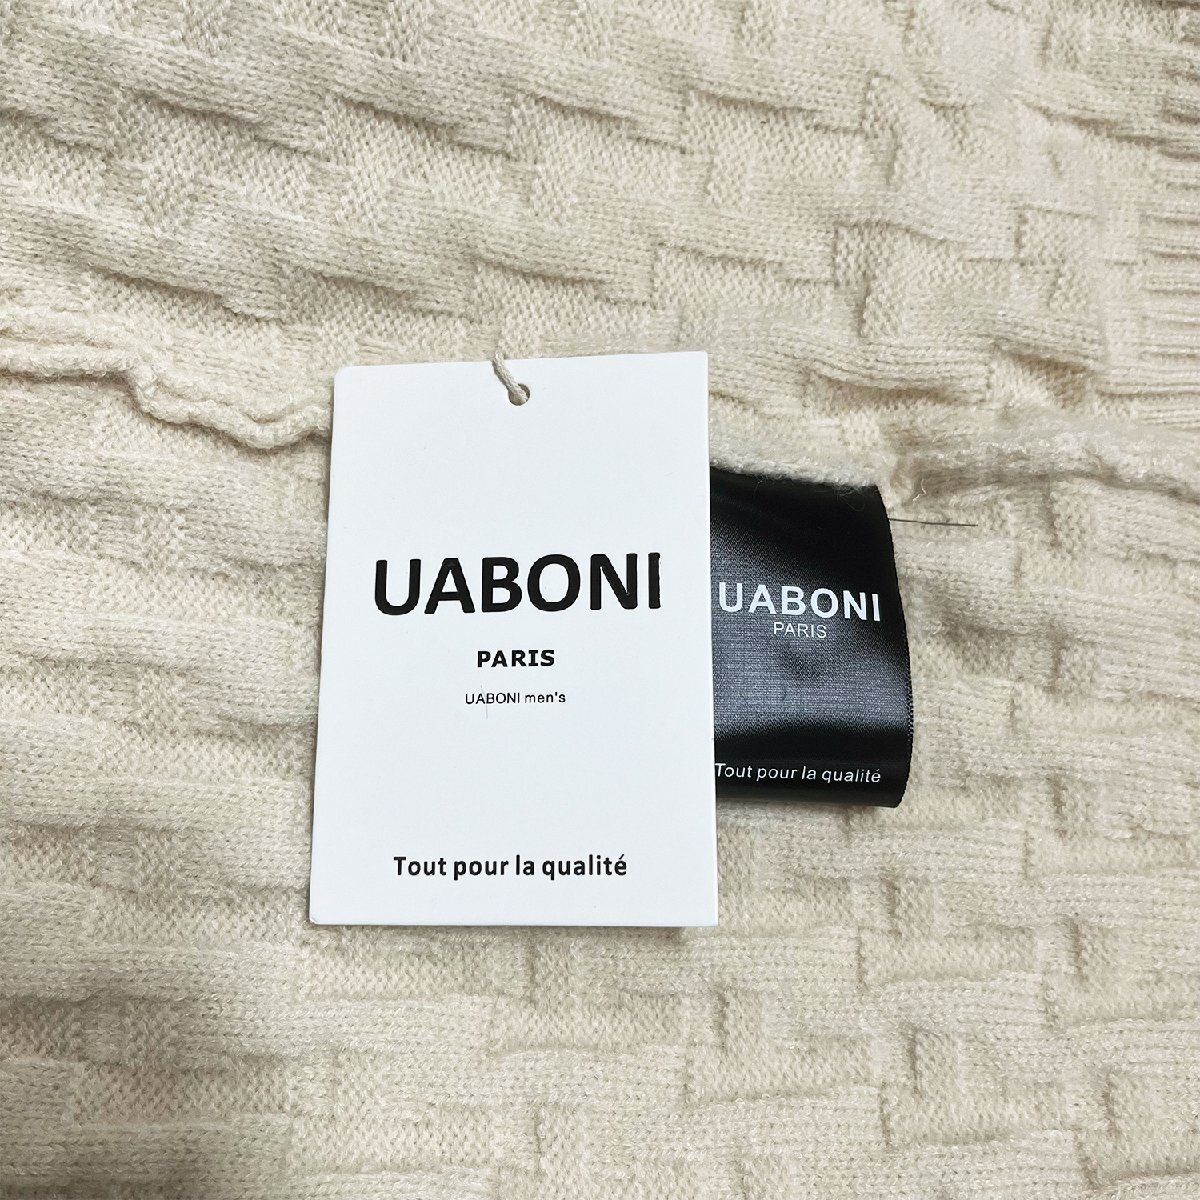 UABONI
PARIS
UABONI men's
Tout pour la qualité
UABONI
PARIS
Tout pour la qualité